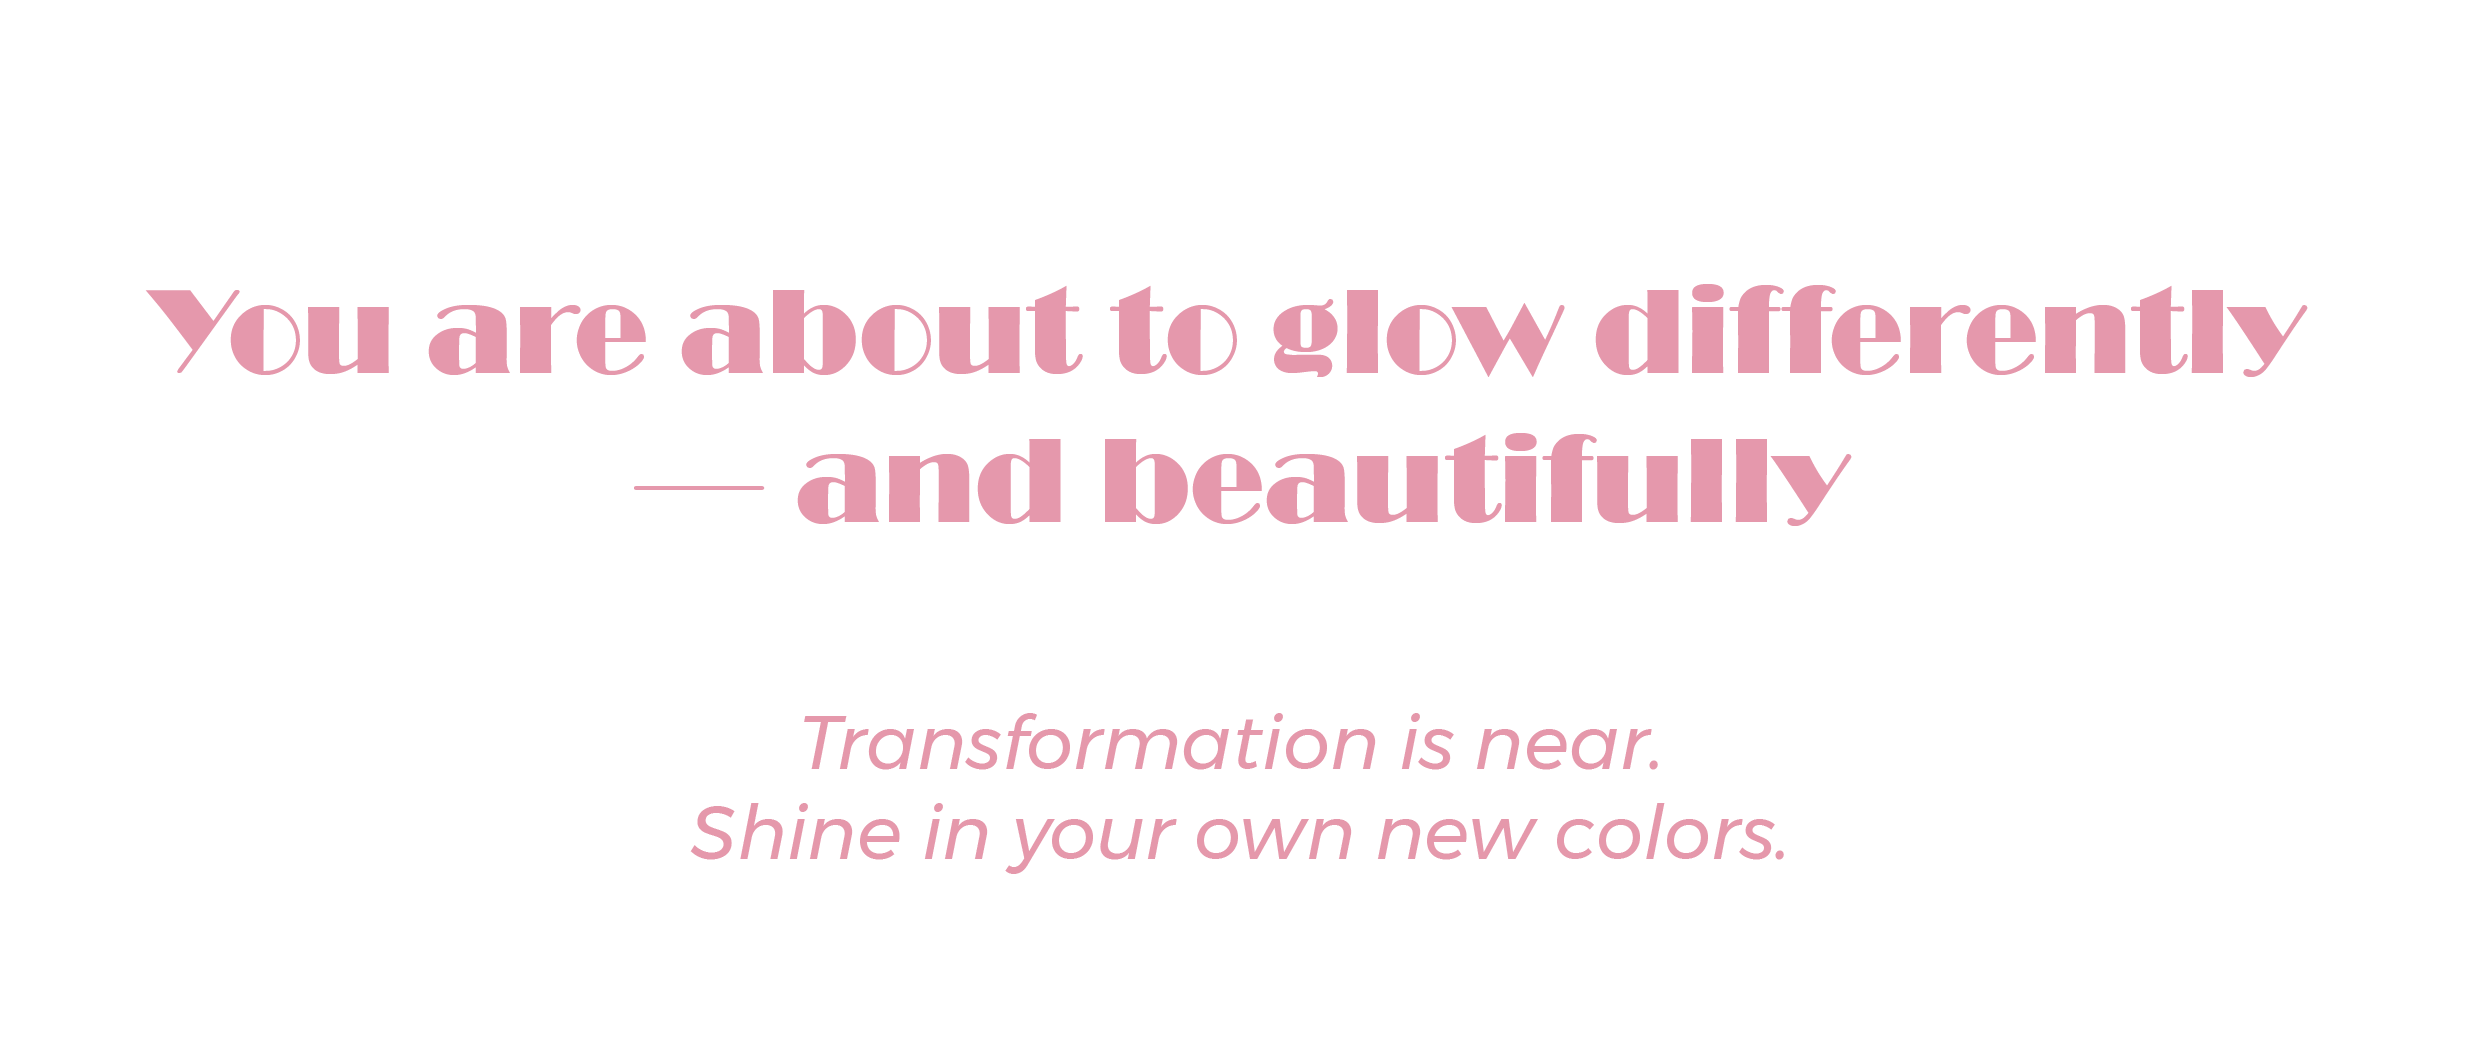 You are about to glow differently
— and beautifully
Transformation is near.
Shine in your own new colors.